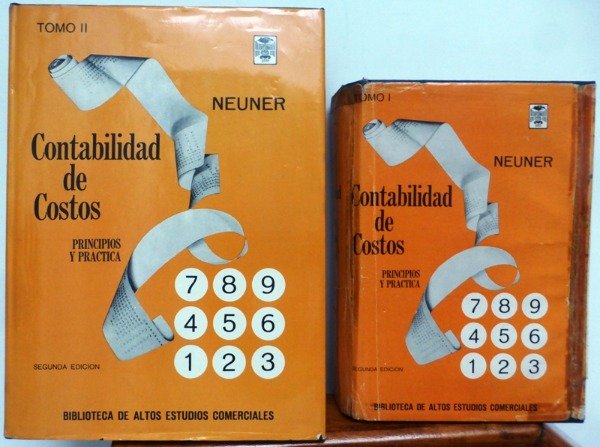 TOMO II
NEUNER
Contabilidad
de
Costos
PRINCIPIOS
Y PRACTICA
7 8 9
4 5 6
1 2 3
SEGUNDA EDICION
BIBLIOTECA DE ALTOS ESTUDIOS COMERCIALES
TOMO I
NEUNER
Contabilidad
de
Costos
PRINCIPIOS
Y PRACTICA
7 8 9
4 5 6
1 2 3
SEGUNDA EDICION
BIBLIOTECA DE ALTOS ESTUDIOS COMERCIALES